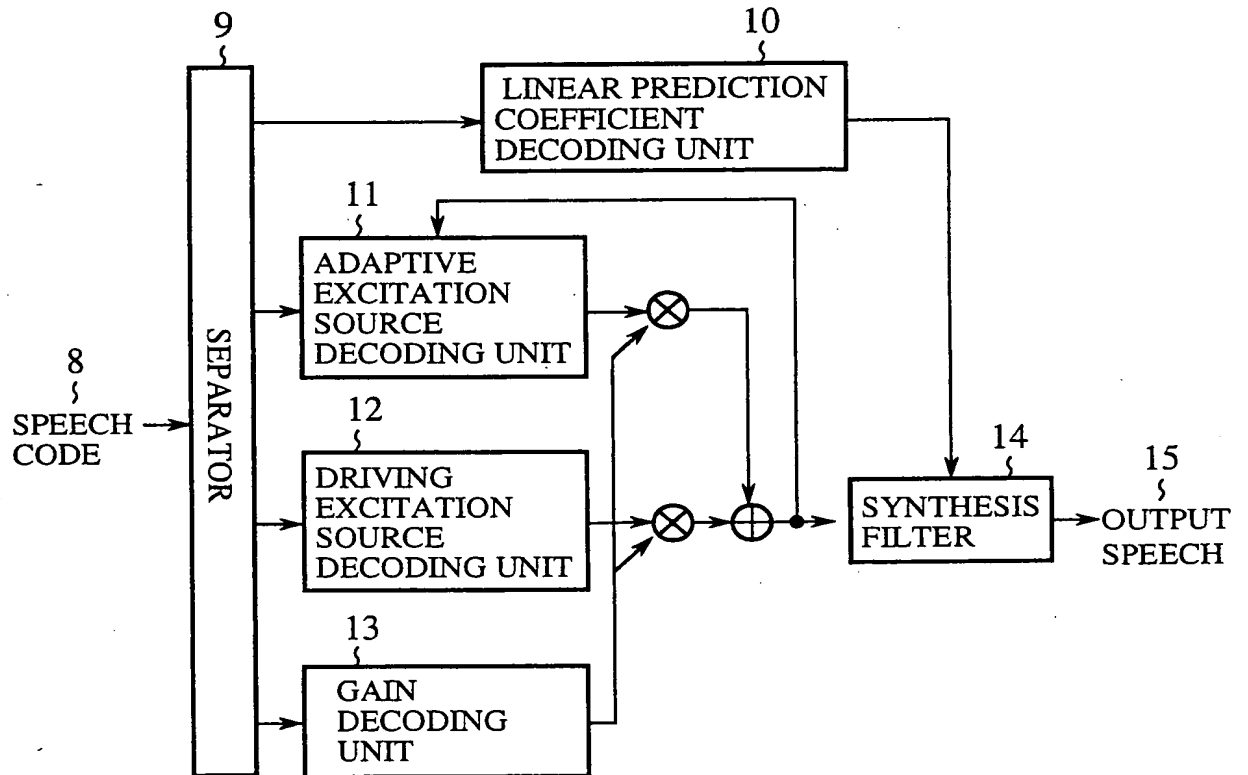 9
10
LINEAR PREDICTION
COEFFICIENT
DECODING UNIT
11
ADAPTIVE
EXCITATION
SOURCE
DECODING UNIT
SEPARATOR
8
SPEECH
CODE
12
DRIVING
EXCITATION
SOURCE
DECODING UNIT
14
SYNTHESIS
FILTER
15
OUTPUT
SPEECH
13
GAIN
DECODING
UNIT